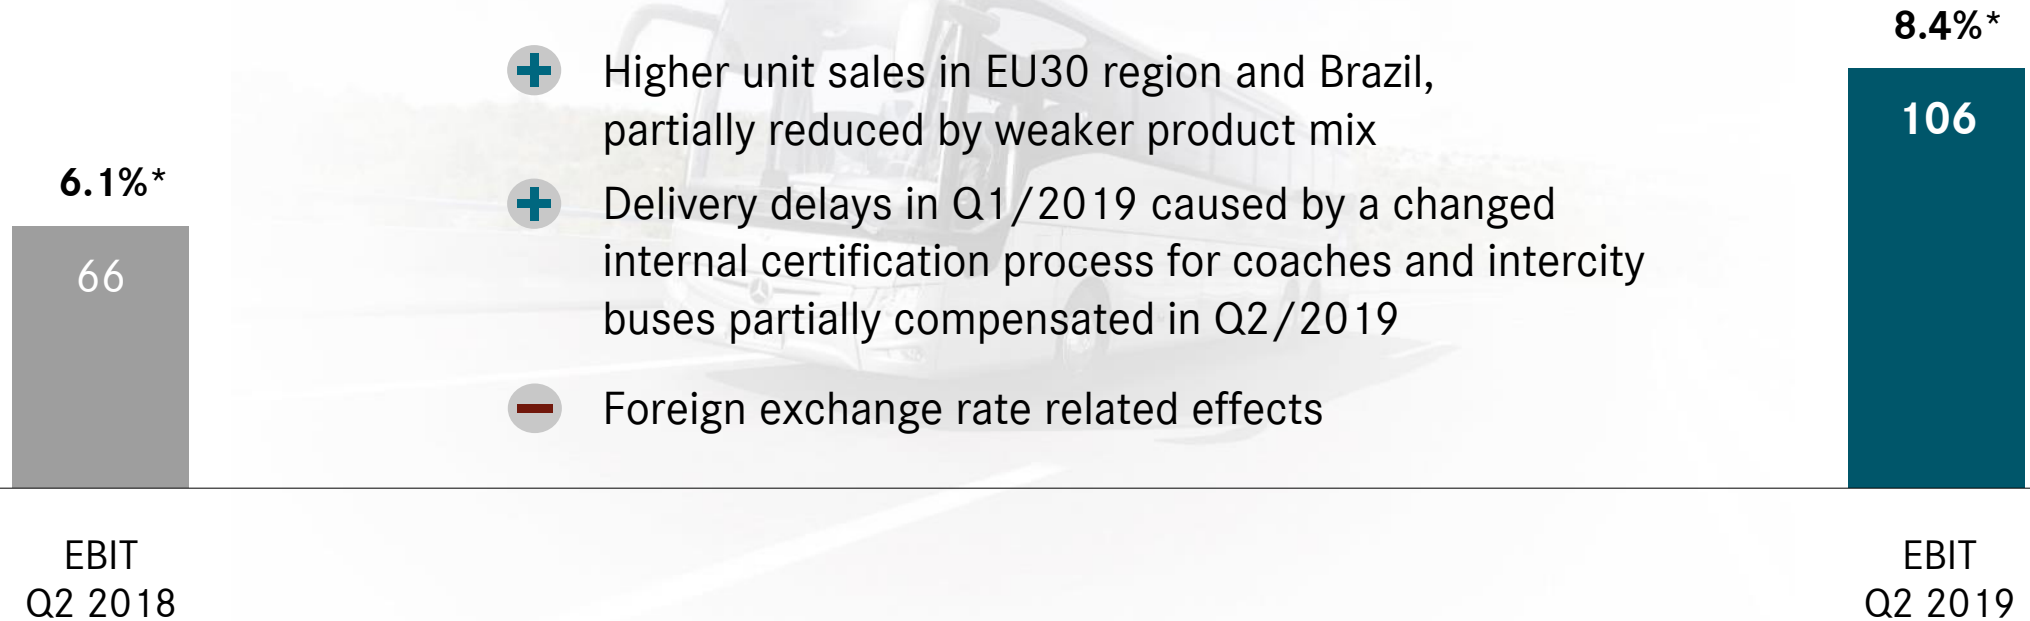 6.1%*
66
EBIT
Q2 2018
Higher unit sales in EU30 region and Brazil,
partially reduced by weaker product mix
Delivery delays in Q1/2019 caused by a changed
internal certification process for coaches and intercity
buses partially compensated in Q2/2019
Foreign exchange rate related effects
8.4%*
106
EBIT
Q2 2019